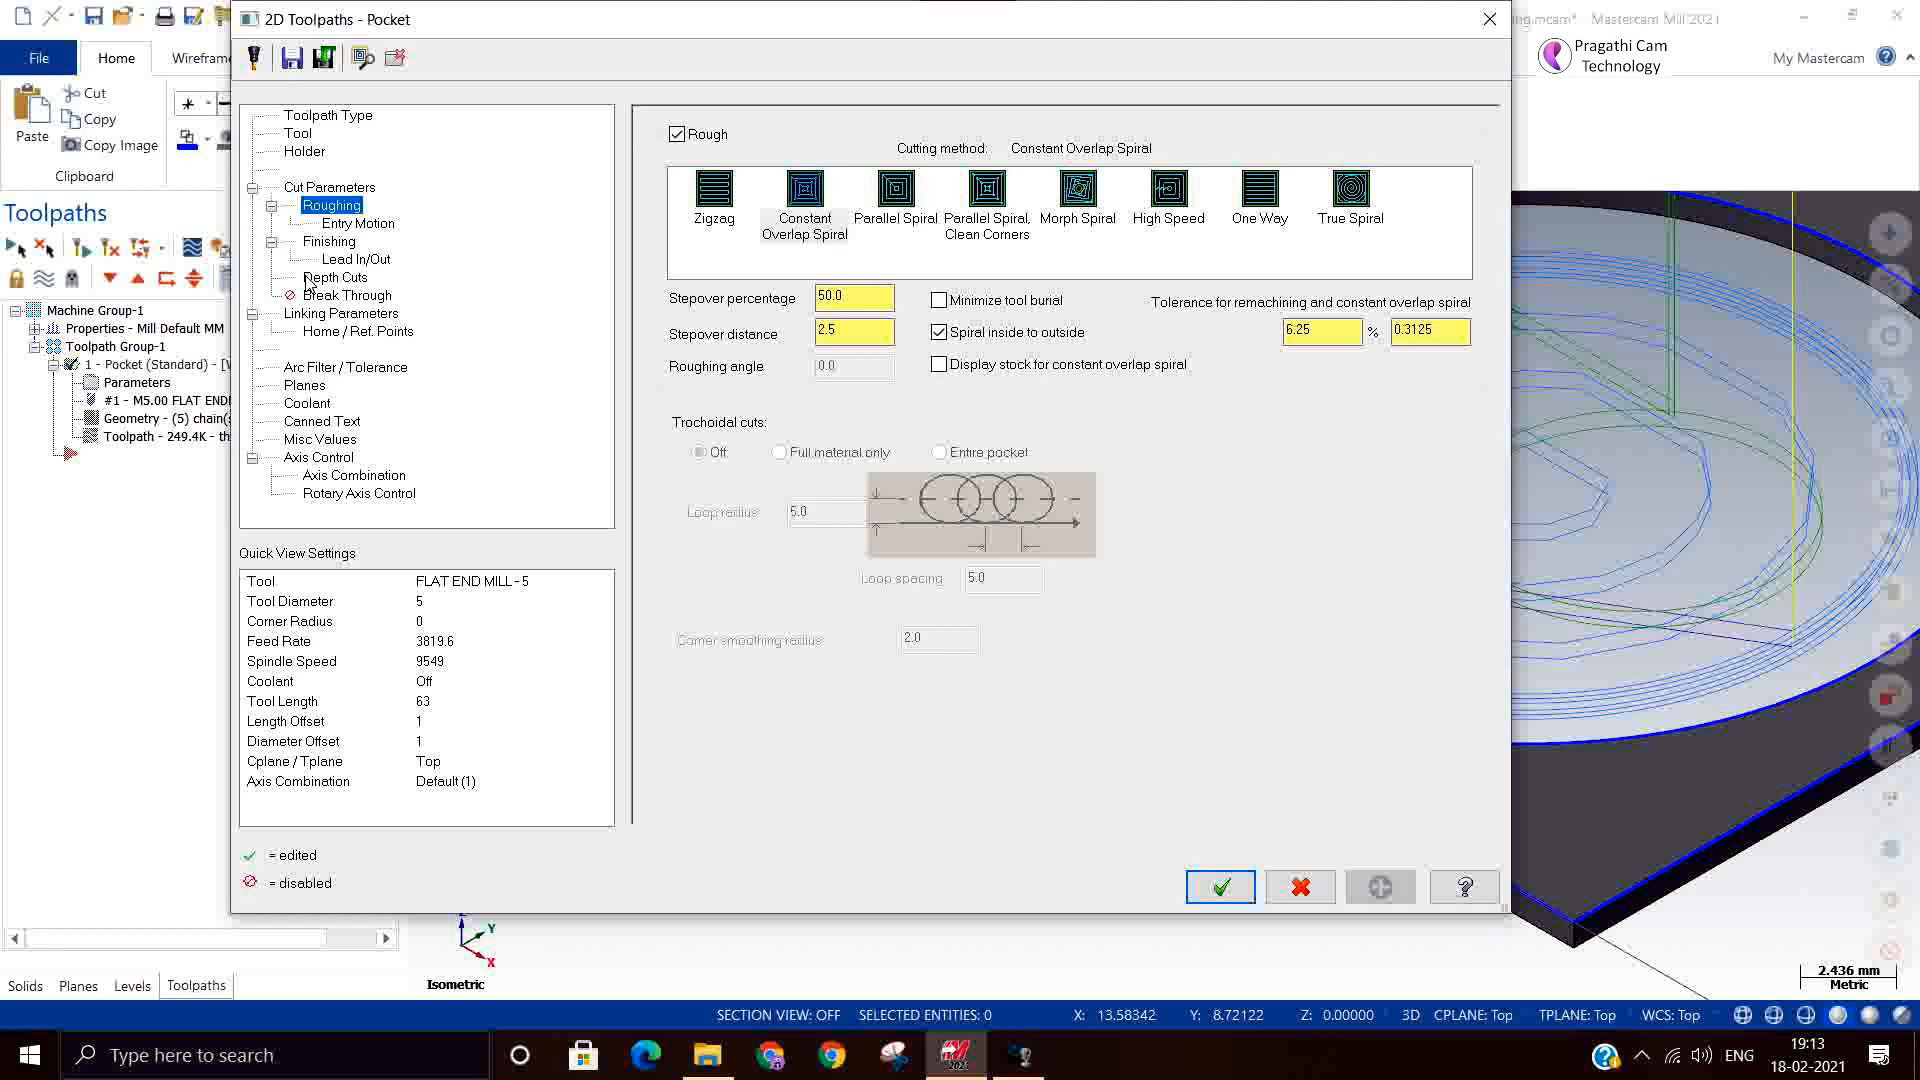 2D Toolpaths - Pocket
ng.mcam* Mastercam Mill 2021
File
Home
Wirefram
Pragathi Cam
Technology
My Mastercam
Paste
Cut
Copy
Copy Image
Clipboard
Toolpaths
Machine Group-1
Properties - Mill Default MM
Toolpath Group-1
1 - Pocket (Standard) - [W
Parameters
#1 - M5.00 FLAT END
Geometry - (5) chain(s
Toolpath - 249.4K - th
Toolpath Type
Tool
Holder
Cut Parameters
Roughing
Entry Motion
Finishing
Lead In/Out
Depth Cuts
Break Through
Linking Parameters
Home / Ref. Points
Arc Filter / Tolerance
Planes
Coolant
Canned Text
Misc Values
Axis Control
Axis Combination
Rotary Axis Control
Quick View Settings
Tool FLAT END MILL - 5
Tool Diameter 5
Corner Radius 0
Feed Rate 3819.6
Spindle Speed 9549
Coolant Off
Tool Length 63
Length Offset 1
Diameter Offset 1
Cplane / Tplane Top
Axis Combination Default (1)
= edited
= disabled
Rough
Cutting method: Constant Overlap Spiral
Zigzag
Constant
Overlap Spiral
Parallel Spiral
Parallel Spiral,
Clean Corners
Morph Spiral
High Speed
One Way
True Spiral
Stepover percentage 50.0
Minimize tool burial
Tolerance for remachining and constant overlap spiral
Stepover distance 2.5
Spiral inside to outside
6.25 % 0.3125
Roughing angle 0.0
Display stock for constant overlap spiral
Trochoidal cuts:
Off Full material only Entire pocket
Loop radius 5.0
Loop spacing 5.0
Corner smoothing radius 2.0
Z
Y
X
Isometric
2.436 mm
Metric
Solids Planes Levels Toolpaths
SECTION VIEW: OFF SELECTED ENTITIES: 0 X: 13.58342 Y: 8.72122 Z: 0.00000 3D CPLANE: Top TPLANE: Top WCS: Top
Type here to search
2021
ENG
19:13
18-02-2021